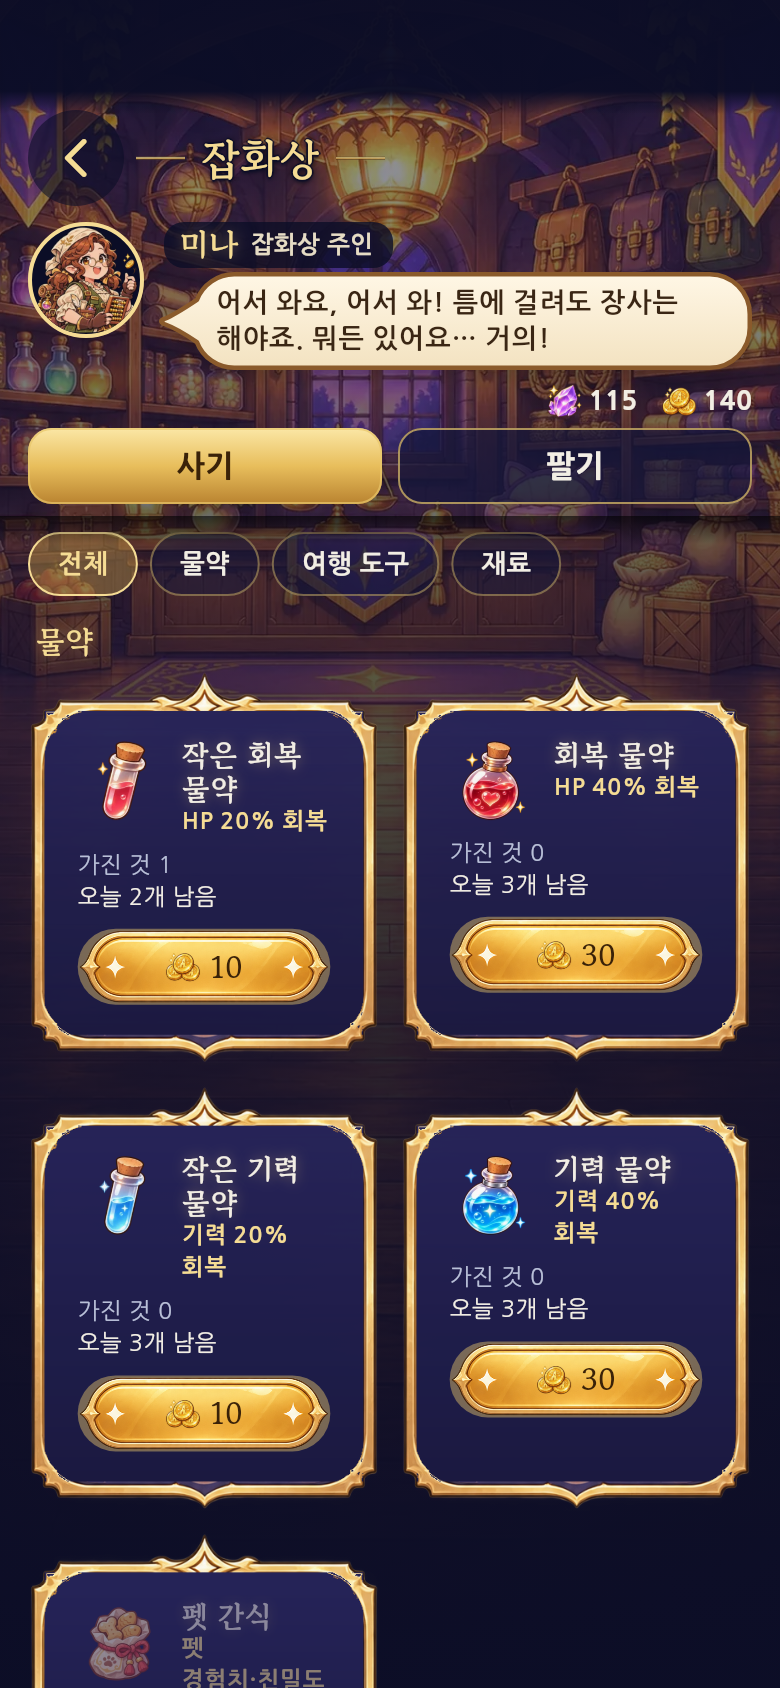 잡화상
미나 잡화상 주인
어서 와요, 어서 와! 틈에 걸려도 장사는
해야죠. 뭐든 있어요… 거의!
115 140
사기 팔기
전체 물약 여행 도구 재료
물약
작은 회복
물약
HP 20% 회복
가진 것 1
오늘 2개 남음
10
회복 물약
HP 40% 회복
가진 것 0
오늘 3개 남음
30
작은 기력
물약
기력 20%
회복
가진 것 0
오늘 3개 남음
10
기력 물약
기력 40%
회복
가진 것 0
오늘 3개 남음
30
펫 간식
펫
경험치·친밀도